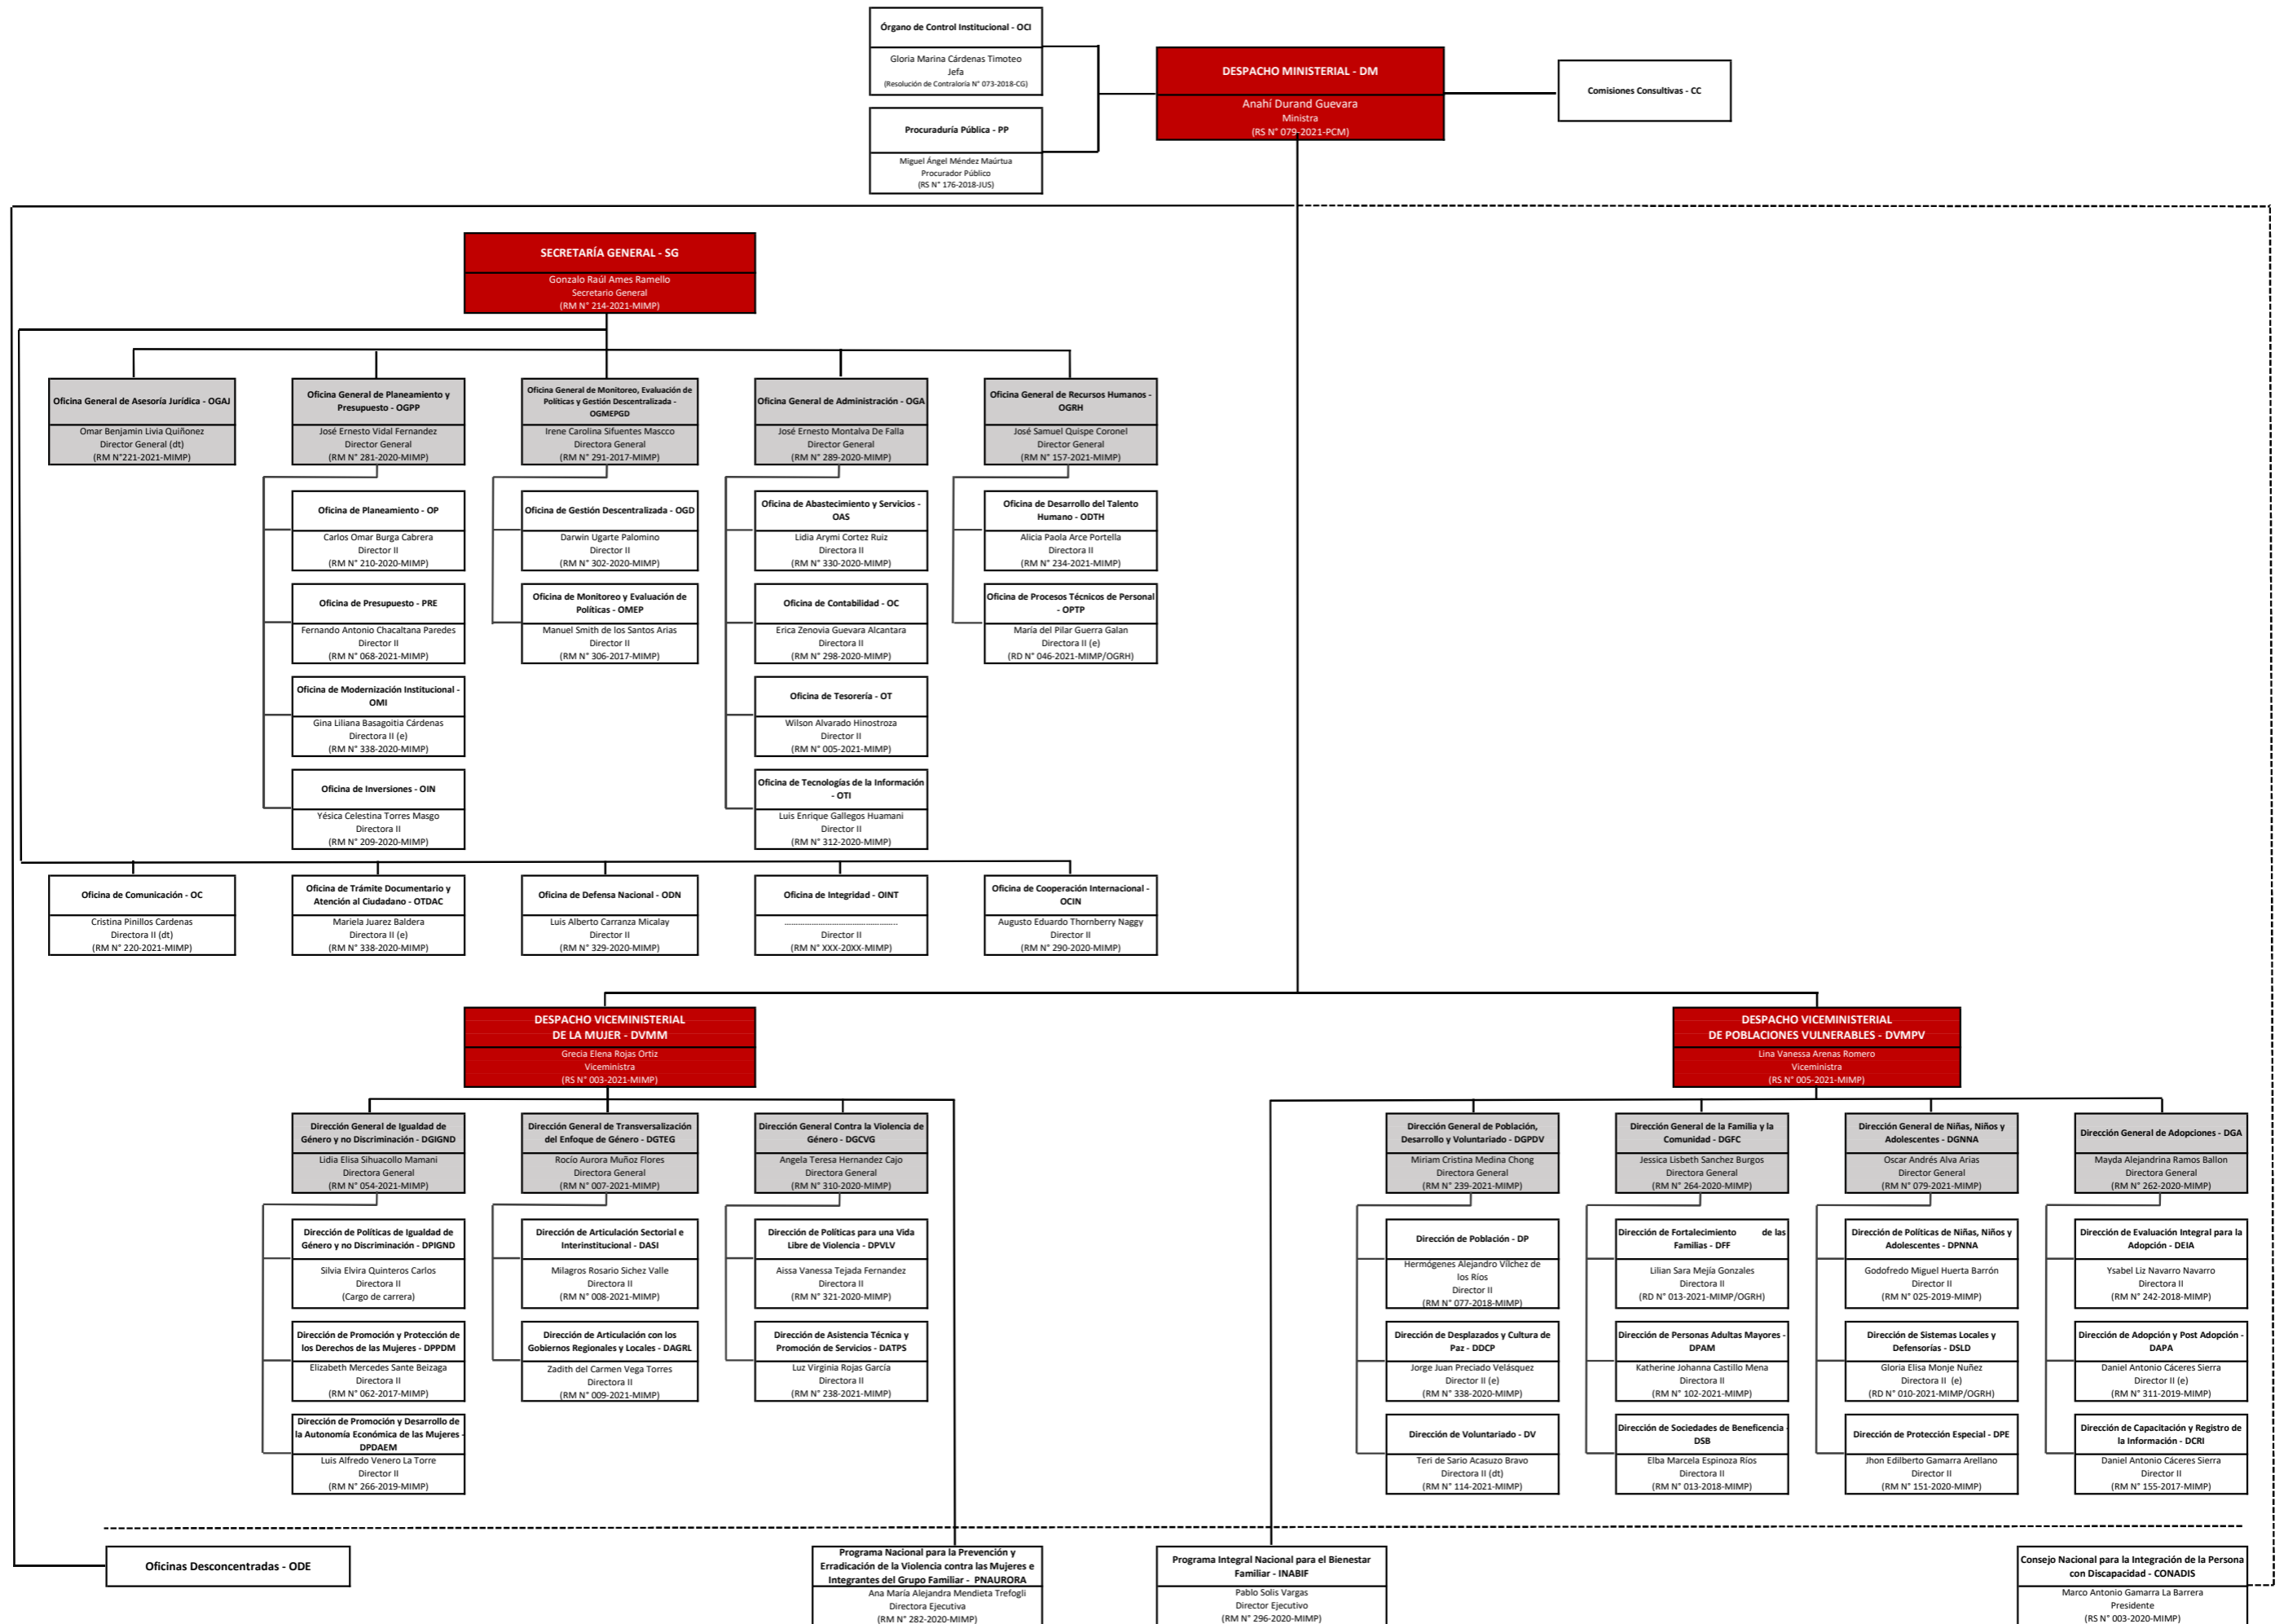 Órgano de Control Institucional - OCI
Gloria Marina Cárdenas Timoteo
Jefa
(Resolución de Contraloría N° 073-2018-CG)
DESPACHO MINISTERIAL - DM
Anahí Durand Guevara
Ministra
(RS N° 079-2021-PCM)
Comisiones Consultivas - CC
Procuraduría Pública - PP
Miguel Ángel Méndez Maúrtua
Procurador Público
(RS N° 176-2018-JUS)
SECRETARÍA GENERAL - SG
Gonzalo Raúl Ames Ramello
Secretario General
(RM N° 214-2021-MIMP)
Oficina General de Asesoría Jurídica - OGAJ
Omar Benjamin Livia Quiñonez
Director General (dt)
(RM N°221-2021-MIMP)
Oficina General de Planeamiento y
Presupuesto - OGPP
José Ernesto Vidal Fernandez
Director General
(RM N° 281-2020-MIMP)
Oficina General de Monitoreo, Evaluación de
Políticas y Gestión Descentralizada -
OGMEPGD
Irene Carolina Sifuentes Mascco
Directora General
(RM N° 291-2017-MIMP)
Oficina General de Administración - OGA
José Ernesto Montalva De Falla
Director General
(RM N° 289-2020-MIMP)
Oficina General de Recursos Humanos -
OGRH
José Samuel Quispe Coronel
Director General
(RM N° 157-2021-MIMP)
Oficina de Planeamiento - OP
Carlos Omar Burga Cabrera
Director II
(RM N° 210-2020-MIMP)
Oficina de Gestión Descentralizada - OGD
Darwin Ugarte Palomino
Director II
(RM N° 302-2020-MIMP)
Oficina de Abastecimiento y Servicios -
OAS
Lidia Arymi Cortez Ruiz
Directora II
(RM N° 330-2020-MIMP)
Oficina de Desarrollo del Talento
Humano - ODTH
Alicia Paola Arce Portella
Directora II
(RM N° 234-2021-MIMP)
Oficina de Presupuesto - PRE
Fernando Antonio Chacaltana Paredes
Director II
(RM N° 068-2021-MIMP)
Oficina de Monitoreo y Evaluación de
Políticas - OMEP
Manuel Smith de los Santos Arias
Director II
(RM N° 306-2017-MIMP)
Oficina de Contabilidad - OC
Erica Zenovia Guevara Alcantara
Directora II
(RM N° 298-2020-MIMP)
Oficina de Procesos Técnicos de Personal
- OPTP
María del Pilar Guerra Galan
Directora II (e)
(RD N° 046-2021-MIMP/OGRH)
Oficina de Modernización Institucional -
OMI
Gina Liliana Basagoitia Cárdenas
Directora II (e)
(RM N° 338-2020-MIMP)
Oficina de Tesorería - OT
Wilson Alvarado Hinostroza
Director II
(RM N° 005-2021-MIMP)
Oficina de Inversiones - OIN
Yésica Celestina Torres Masgo
Directora II
(RM N° 209-2020-MIMP)
Oficina de Tecnologías de la Información
- OTI
Luis Enrique Gallegos Huamani
Director II
(RM N° 312-2020-MIMP)
Oficina de Comunicación - OC
Cristina Pinillos Cardenas
Directora II (dt)
(RM N° 220-2021-MIMP)
Oficina de Trámite Documentario y
Atención al Ciudadano - OTDAC
Mariela Juarez Baldera
Directora II (e)
(RM N° 338-2020-MIMP)
Oficina de Defensa Nacional - ODN
Luis Alberto Carranza Micalay
Director II
(RM N° 329-2020-MIMP)
Oficina de Integridad - OINT
.................................................
Director II
(RM N° XXX-20XX-MIMP)
Oficina de Cooperación Internacional -
OCIN
Augusto Eduardo Thornberry Naggy
Director II
(RM N° 290-2020-MIMP)
DESPACHO VICEMINISTERIAL
DE LA MUJER - DVMM
Grecia Elena Rojas Ortiz
Viceministra
(RS N° 003-2021-MIMP)
DESPACHO VICEMINISTERIAL
DE POBLACIONES VULNERABLES - DVMPV
Lina Vanessa Arenas Romero
Viceministra
(RS N° 005-2021-MIMP)
Dirección General de Igualdad de
Género y no Discriminación - DGIGND
Lidia Elisa Sihuacollo Mamani
Directora General
(RM N° 054-2021-MIMP)
Dirección General de Transversalización
del Enfoque de Género - DGTEG
Rocío Aurora Muñoz Flores
Directora General
(RM N° 007-2021-MIMP)
Dirección General Contra la Violencia de
Género - DGCVG
Angela Teresa Hernandez Cajo
Directora General
(RM N° 310-2020-MIMP)
Dirección General de Población,
Desarrollo y Voluntariado - DGPDV
Miriam Cristina Medina Chong
Directora General
(RM N° 239-2021-MIMP)
Dirección General de la Familia y la
Comunidad - DGFC
Jessica Lisbeth Sanchez Burgos
Directora General
(RM N° 264-2020-MIMP)
Dirección General de Niñas, Niños y
Adolescentes - DGNNA
Oscar Andrés Alva Arias
Director General
(RM N° 079-2021-MIMP)
Dirección General de Adopciones - DGA
Mayda Alejandrina Ramos Ballon
Directora General
(RM N° 262-2020-MIMP)
Dirección de Políticas de Igualdad de
Género y no Discriminación - DPIGND
Silvia Elvira Quinteros Carlos
Directora II
(Cargo de carrera)
Dirección de Articulación Sectorial e
Interinstitucional - DASI
Milagros Rosario Sichez Valle
Directora II
(RM N° 008-2021-MIMP)
Dirección de Políticas para una Vida
Libre de Violencia - DPVLV
Aissa Vanessa Tejada Fernandez
Directora II
(RM N° 321-2020-MIMP)
Dirección de Población - DP
Hermógenes Alejandro Vílchez de
los Ríos
Director II
(RM N° 077-2018-MIMP)
Dirección de Fortalecimiento de las
Familias - DFF
Lilian Sara Mejía Gonzales
Directora II
(RD N° 013-2021-MIMP/OGRH)
Dirección de Políticas de Niñas, Niños y
Adolescentes - DPNNA
Godofredo Miguel Huerta Barrón
Director II
(RM N° 025-2019-MIMP)
Dirección de Evaluación Integral para la
Adopción - DEIA
Ysabel Liz Navarro Navarro
Directora II
(RM N° 242-2018-MIMP)
Dirección de Promoción y Protección de
los Derechos de las Mujeres - DPPDM
Elizabeth Mercedes Sante Beizaga
Directora II
(RM N° 062-2017-MIMP)
Dirección de Articulación con los
Gobiernos Regionales y Locales - DAGRL
Zadith del Carmen Vega Torres
Directora II
(RM N° 009-2021-MIMP)
Dirección de Asistencia Técnica y
Promoción de Servicios - DATPS
Luz Virginia Rojas García
Directora II
(RM N° 238-2021-MIMP)
Dirección de Desplazados y Cultura de
Paz - DDCP
Jorge Juan Preciado Velásquez
Director II (e)
(RM N° 338-2020-MIMP)
Dirección de Personas Adultas Mayores -
DPAM
Katherine Johanna Castillo Mena
Directora II
(RM N° 102-2021-MIMP)
Dirección de Sistemas Locales y
Defensorías - DSLD
Gloria Elisa Monje Nuñez
Directora II (e)
(RD N° 010-2021-MIMP/OGRH)
Dirección de Adopción y Post Adopción -
DAPA
Daniel Antonio Cáceres Sierra
Director II (e)
(RM N° 311-2019-MIMP)
Dirección de Promoción y Desarrollo de
la Autonomía Económica de las Mujeres -
DPDAEM
Luis Alfredo Venero La Torre
Director II
(RM N° 266-2019-MIMP)
Dirección de Voluntariado - DV
Teri de Sario Acasuzo Bravo
Directora II (dt)
(RM N° 114-2021-MIMP)
Dirección de Sociedades de Beneficencia -
DSB
Elba Marcela Espinoza Ríos
Directora II
(RM N° 013-2018-MIMP)
Dirección de Protección Especial - DPE
Jhon Edilberto Gamarra Arellano
Director II
(RM N° 151-2020-MIMP)
Dirección de Capacitación y Registro de
la Información - DCRI
Daniel Antonio Cáceres Sierra
Director II
(RM N° 155-2017-MIMP)
Oficinas Desconcentradas - ODE
Programa Nacional para la Prevención y
Erradicación de la Violencia contra las Mujeres e
Integrantes del Grupo Familiar - PNAURORA
Ana María Alejandra Mendieta Trefogli
Directora Ejecutiva
(RM N° 282-2020-MIMP)
Programa Integral Nacional para el Bienestar
Familiar - INABIF
Pablo Solis Vargas
Director Ejecutivo
(RM N° 296-2020-MIMP)
Consejo Nacional para la Integración de la Persona
con Discapacidad - CONADIS
Marco Antonio Gamarra La Barrera
Presidente
(RS N° 003-2020-MIMP)